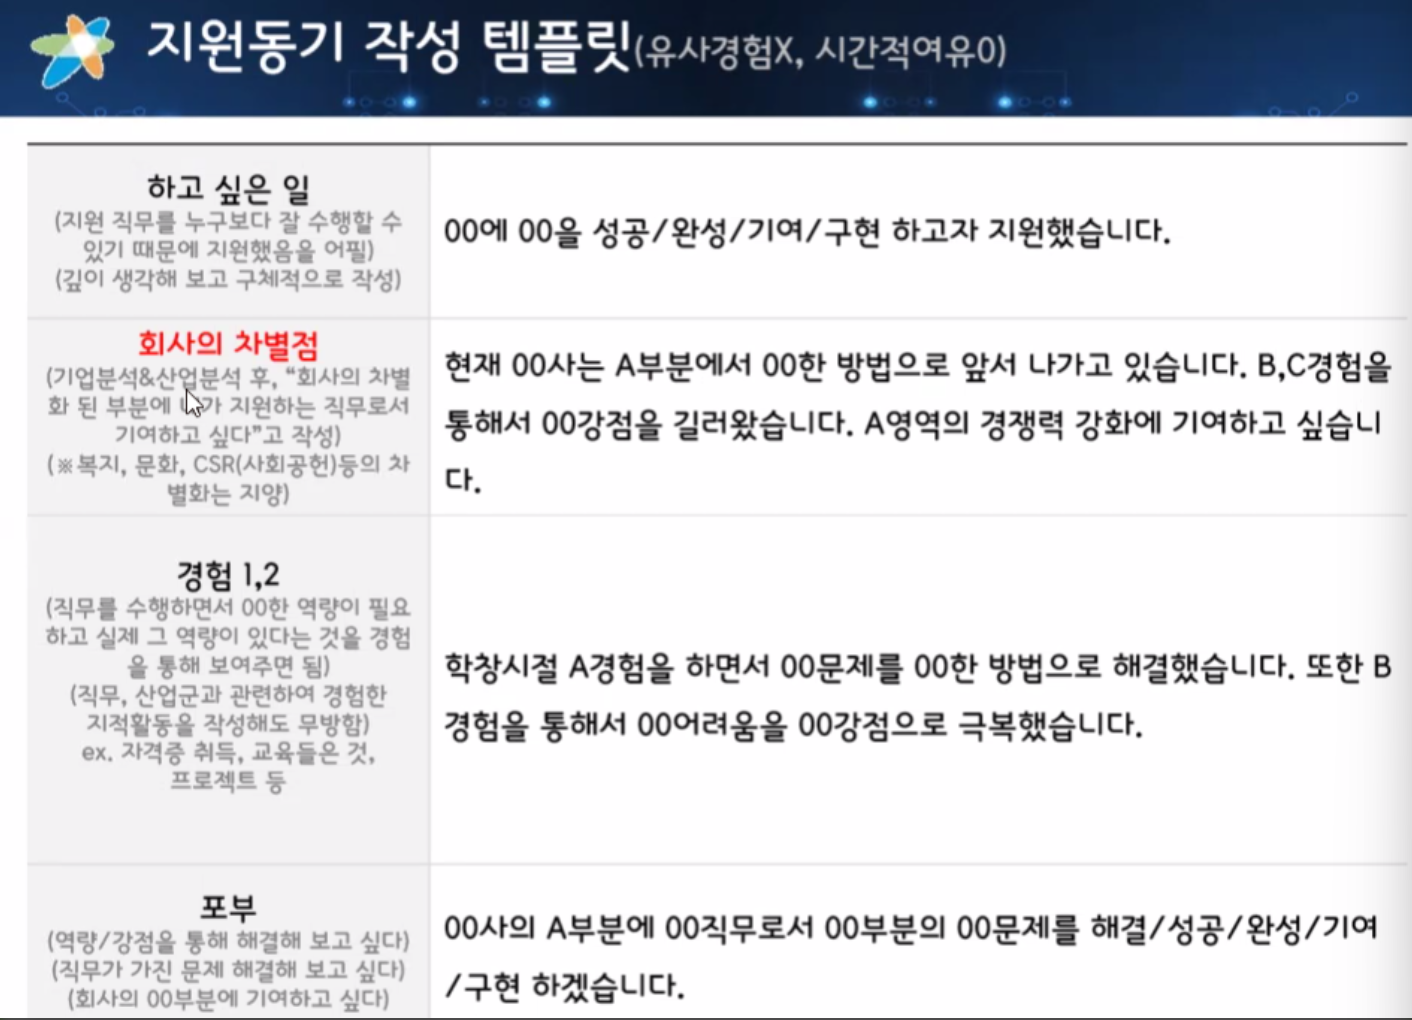 지원동기 작성 템플릿(유사경험X, 시간적여유0)
하고 싶은 일
(지원 직무를 누구보다 잘 수행할 수
있기 때문에 지원했음을 어필)
(깊이 생각해 보고 구체적으로 작성)
00에 00을 성공/완성/기여/구현 하고자 지원했습니다.
회사의 차별점
(기업분석&산업분석 후, “회사의 차별
화 된 부분에 지원하는 직무로서
기여하고 싶다”고 작성)
(※복지, 문화, CSR(사회공헌)등의 차
별화는 지양)
현재 00사는 A부분에서 00한 방법으로 앞서 나가고 있습니다. B,C경험을
통해서 00강점을 길러왔습니다. A영역의 경쟁력 강화에 기여하고 싶습니
다.
경험 1,2
(직무를 수행하면서 00한 역량이 필요
하고 실제 그 역량이 있다는 것을 경험
을 통해 보여주면 됨)
(직무, 산업군과 관련하여 경험한
지적활동을 작성해도 무방함)
ex. 자격증 취득, 교육들은 것,
프로젝트 등
학창시절 A경험을 하면서 00문제를 00한 방법으로 해결했습니다. 또한 B
경험을 통해서 00어려움을 00강점으로 극복했습니다.
포부
(역량/강점을 통해 해결해 보고 싶다)
(직무가 가진 문제 해결해 보고 싶다)
(회사의 00부분에 기여하고 싶다)
00사의 A부분에 00직무로서 00부분의 00문제를 해결/성공/완성/기여
/구현 하겠습니다.